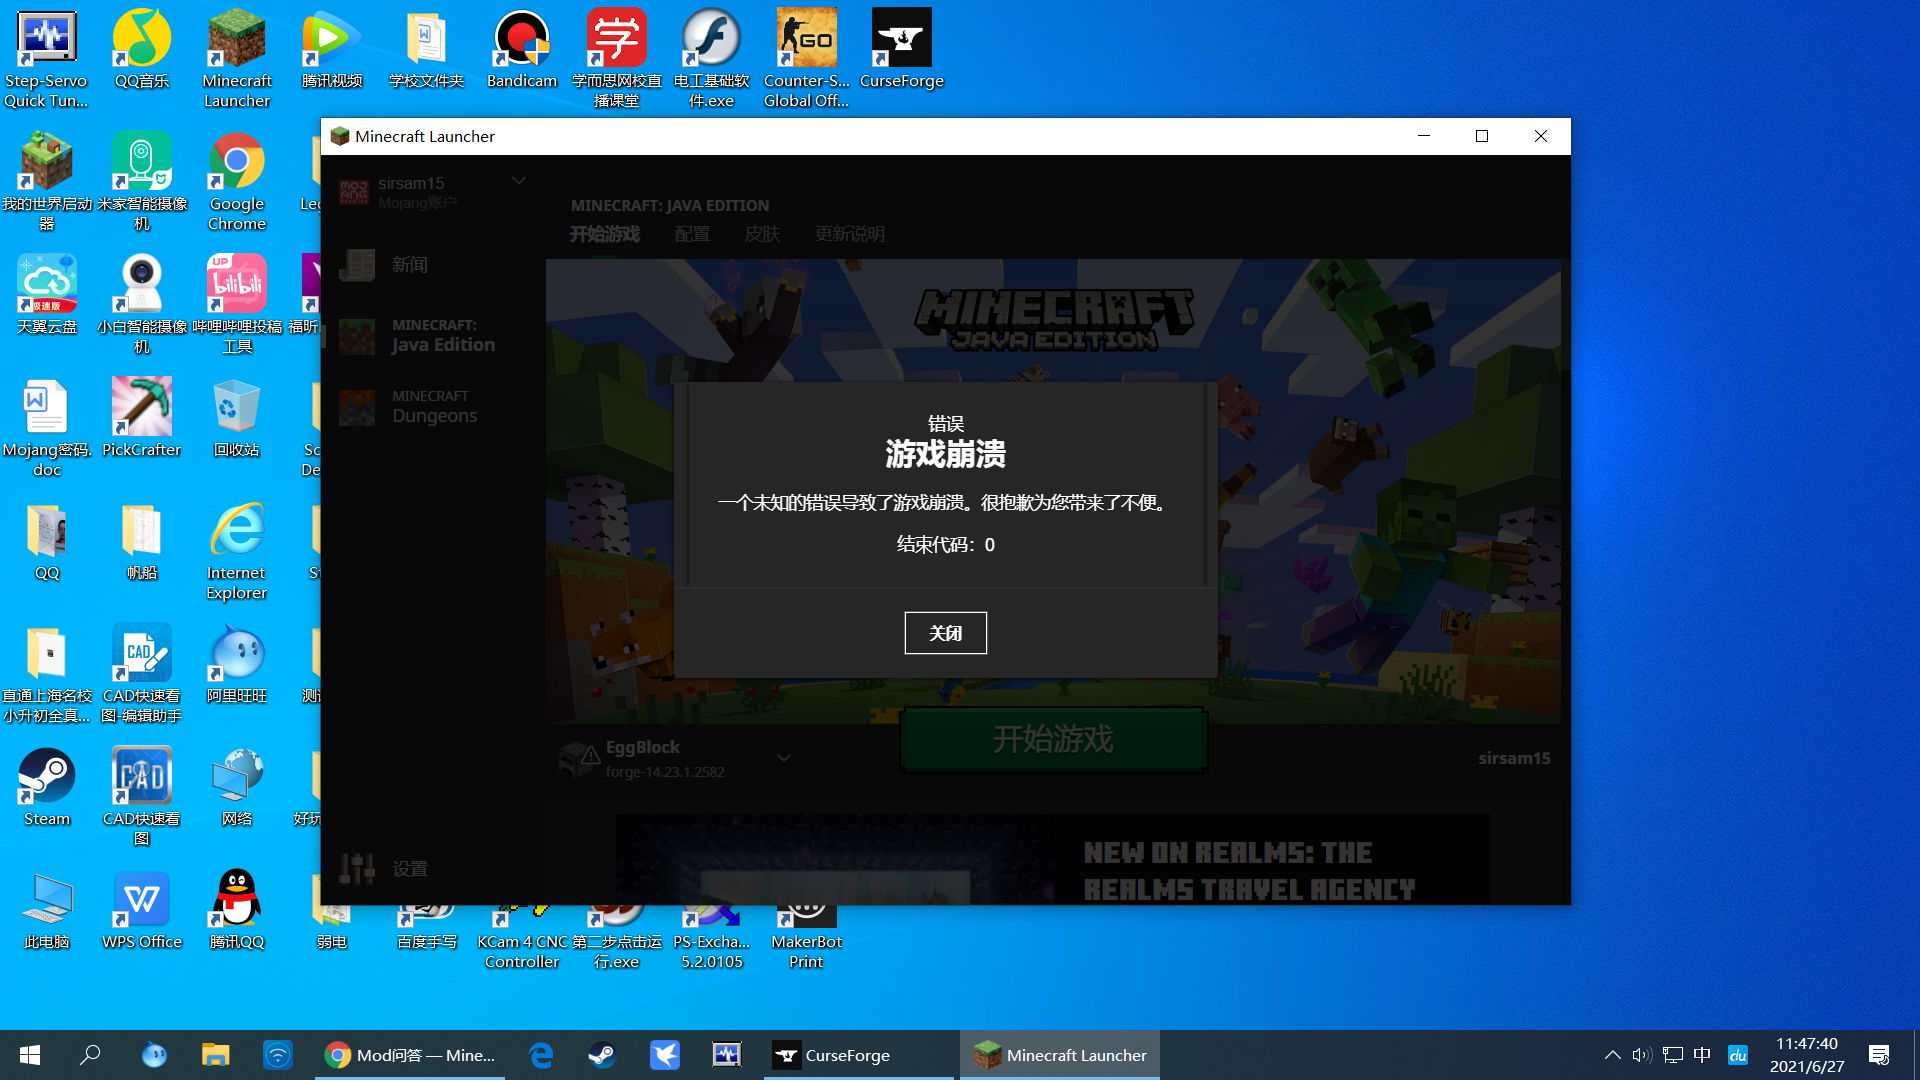 Step-Servo
Quick Tun...
QQ音乐
Minecraft
Launcher
腾讯视频
学校文件夹
Bandicam
学而思网校直
播课堂
电工基础软
件.exe
Counter-S...
Global Off...
CurseForge
我的世界启动
器
米家智能摄像
机
Google
Chrome
天翼云盘
小白智能摄像
机
哔哩哔哩投稿
工具
Mojang密码.
doc
PickCrafter
回收站
QQ
帆船
Internet
Explorer
直通上海名校
小升初全真...
CAD快速看
图-编辑助手
阿里旺旺
Steam
CAD快速看
图
网络
此电脑
WPS Office
腾讯QQ
弱电
百度手写
KCam 4 CNC
Controller
第二步点击运
行.exe
PS-Excha...
5.2.0105
MakerBot
Print
Minecraft Launcher
sirsam15
Mojang账户
新闻
MINECRAFT:
Java Edition
MINECRAFT
Dungeons
设置
MINECRAFT: JAVA EDITION
开始游戏 配置 皮肤 更新说明
MINECRAFT
JAVA EDITION
错误
游戏崩溃
一个未知的错误导致了游戏崩溃。很抱歉为您带来了不便。
结束代码：0
关闭
EggBlock
forge-14.23.1.2582
开始游戏
sirsam15
NEW ON REALMS: THE
REALMS TRAVEL AGENCY
Mod问答 — Mine...
CurseForge
Minecraft Launcher
中
du
11:47:40
2021/6/27